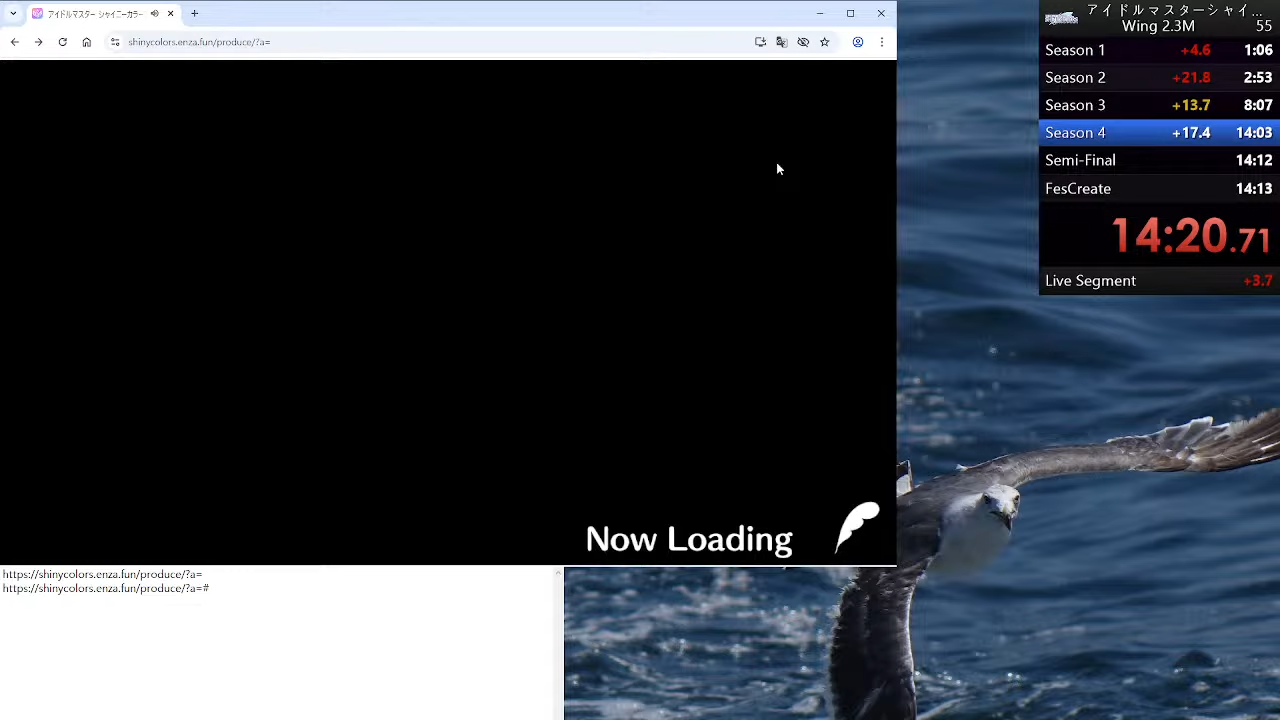 アイドルマスター シャイニーカラー
shinycolors.enza.fun/produce/?a=
Now Loading
https://shinycolors.enza.fun/produce/?a=
https://shinycolors.enza.fun/produce/?a=#
アイドルマスターシャイ...
Wing 2.3M 55
Season 1 +4.6 1:06
Season 2 +21.8 2:53
Season 3 +13.7 8:07
Season 4 +17.4 14:03
Semi-Final 14:12
FesCreate 14:13
14:20.71
Live Segment +3.7